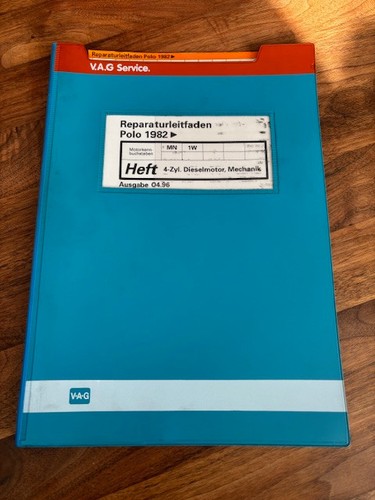 Reparaturleitfaden Polo 1982 ►
V.A.G Service.
Reparaturleitfaden
Polo 1982 ►
Motorkenn-
buchstaben
MN 1W
Heft 4-Zyl. Dieselmotor, Mechanik
Ausgabe 04.96
V·A·G